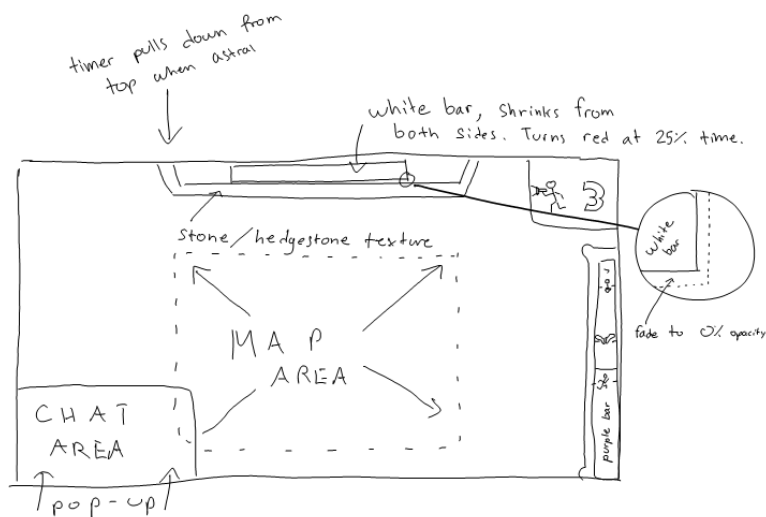 timer pulls down from
top when astral
white bar, shrinks from
both sides. Turns red at 25% time.
3
stone/hedgestone texture
white
bar
fade to 0% opacity
MAP
AREA
CHAT
AREA
purple bar
pop-up